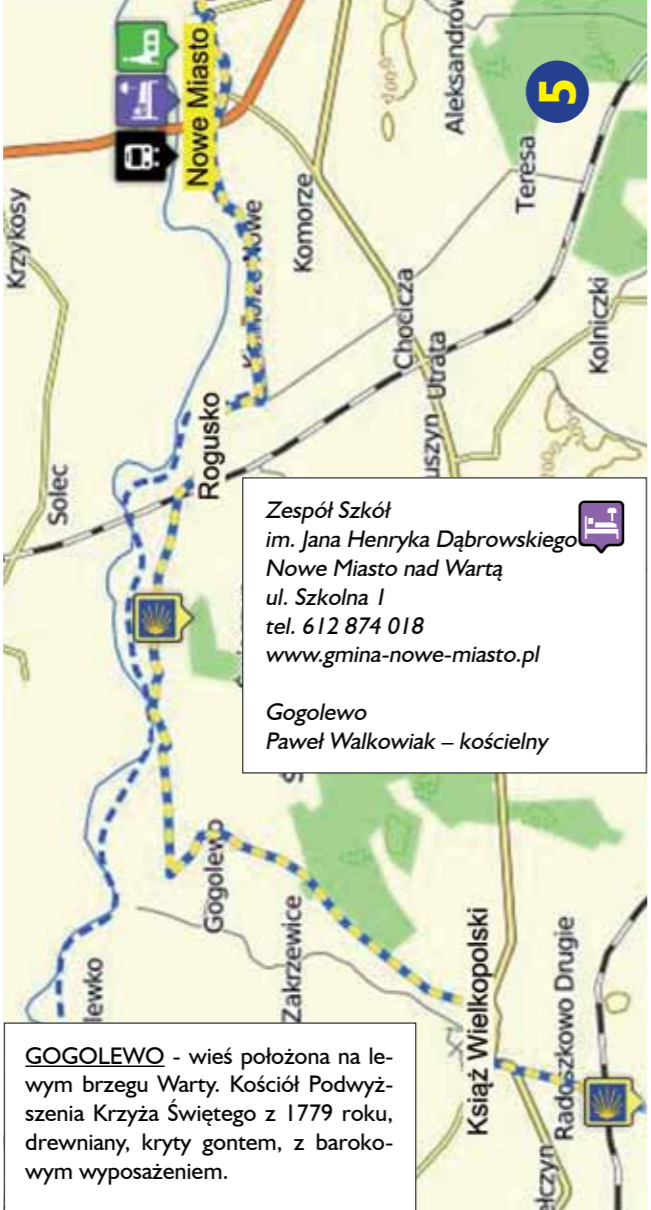 Krzykosy
Nowe Miasto
Aleksandrow
5
Solec
Komorze
Teresa
Rogusko
Chocicza
Utrata
Kolniczki
Zespół Szkół
im. Jana Henryka Dąbrowskiego
Nowe Miasto nad Wartą
ul. Szkolna 1
tel. 612 874 018
www.gmina-nowe-miasto.pl
Gogolewo
Paweł Walkowiak – kościelny
lewko
Gogolewo
Zakrzewice
Książ Wielkopolski
Radoszkowo Drugie
GOGOLEWO - wieś położona na le-
wym brzegu Warty. Kościół Podwyż-
szenia Krzyża Świętego z 1779 roku,
drewniany, kryty gontem, z baroko-
wym wyposażeniem.